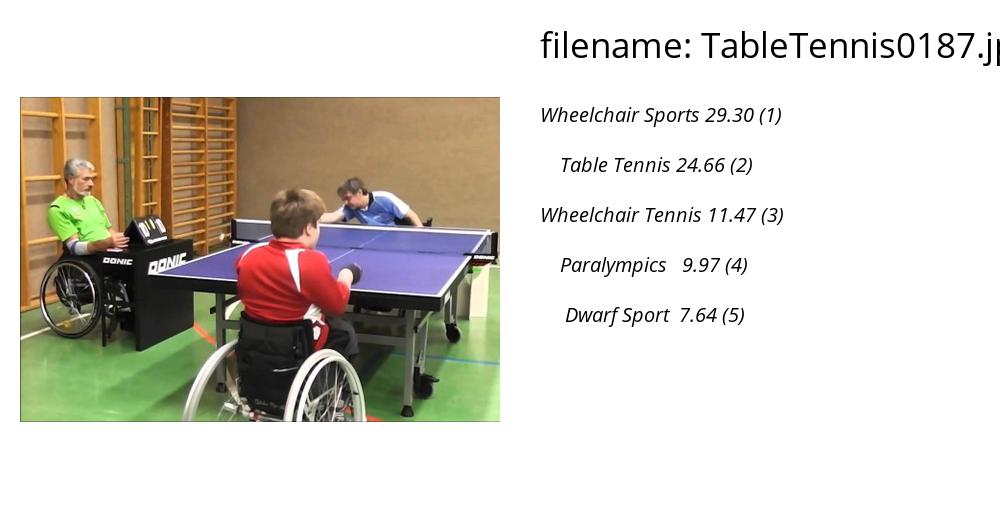 filename: TableTennis0187.jp
Wheelchair Sports 29.30 (1)
Table Tennis 24.66 (2)
Wheelchair Tennis 11.47 (3)
Paralympics 9.97 (4)
Dwarf Sport 7.64 (5)
DONIC
DONIC
DONIC